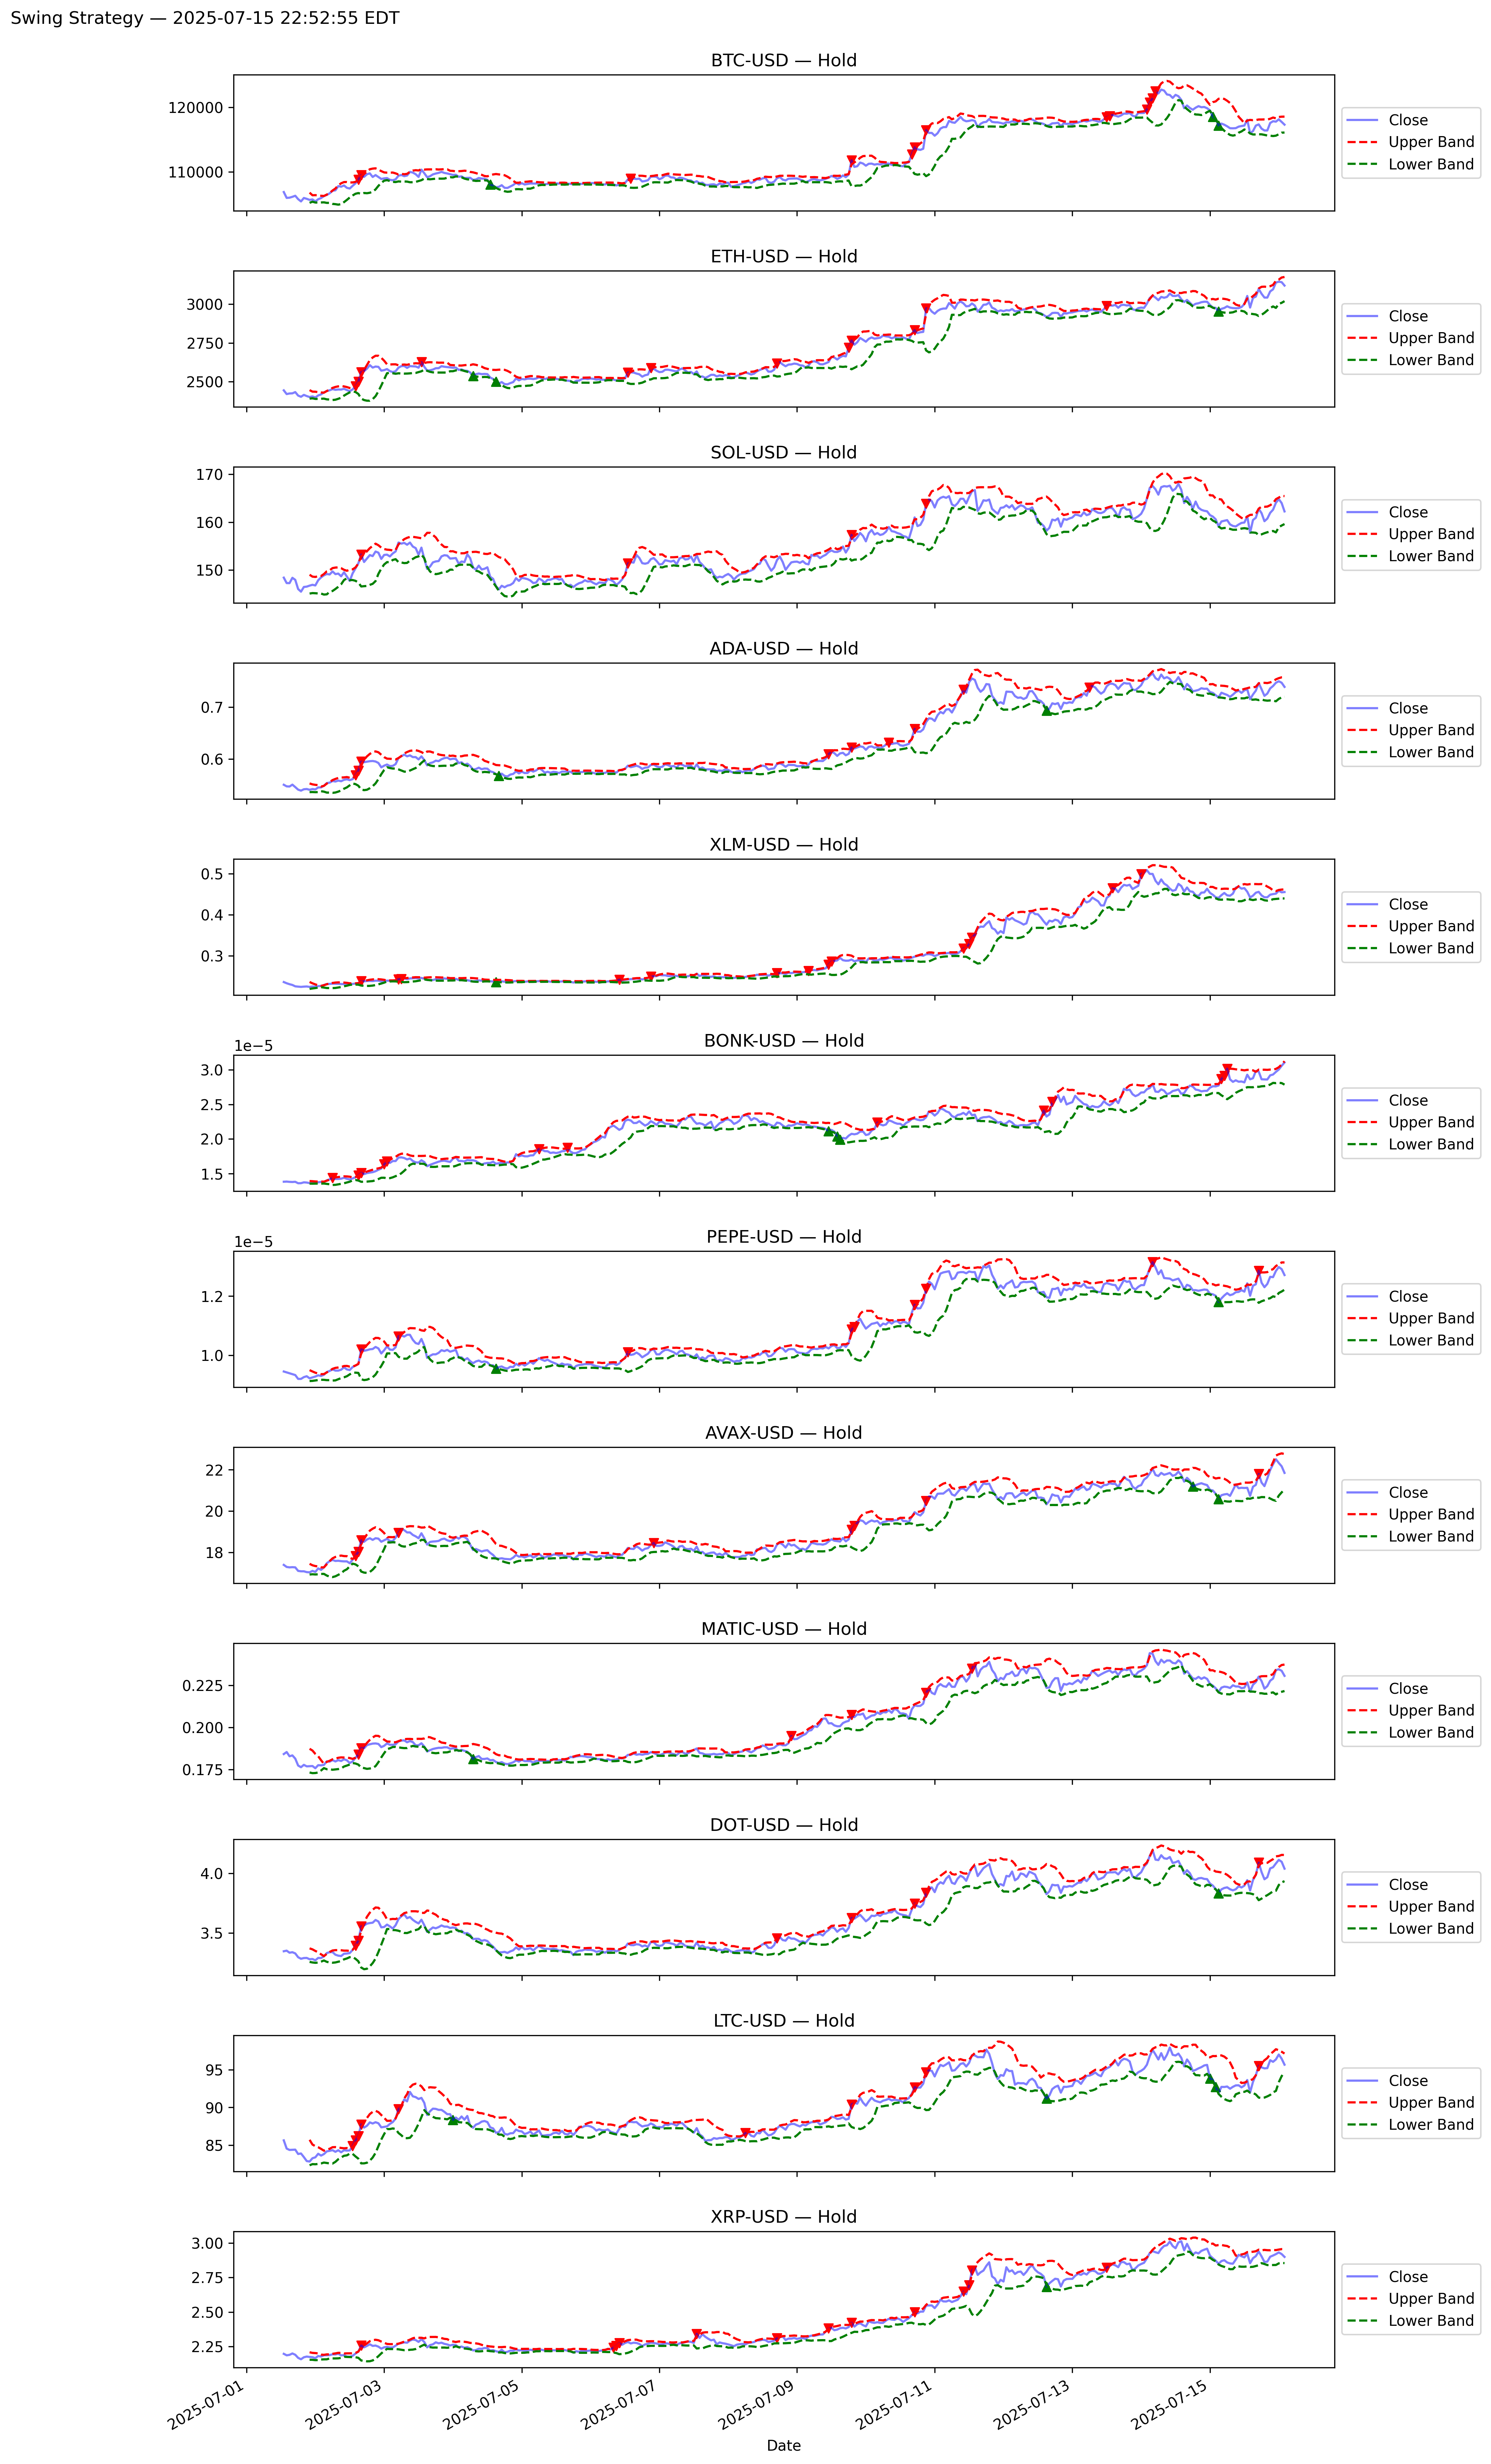 Swing Strategy — 2025-07-15 22:52:55 EDT
BTC-USD — Hold
120000
110000
Close
Upper Band
Lower Band
ETH-USD — Hold
3000
2750
2500
Close
Upper Band
Lower Band
SOL-USD — Hold
170
160
150
Close
Upper Band
Lower Band
ADA-USD — Hold
0.7
0.6
Close
Upper Band
Lower Band
XLM-USD — Hold
0.5
0.4
0.3
Close
Upper Band
Lower Band
BONK-USD — Hold
1e−5
3.0
2.5
2.0
1.5
Close
Upper Band
Lower Band
PEPE-USD — Hold
1e−5
1.2
1.0
Close
Upper Band
Lower Band
AVAX-USD — Hold
22
20
18
Close
Upper Band
Lower Band
MATIC-USD — Hold
0.225
0.200
0.175
Close
Upper Band
Lower Band
DOT-USD — Hold
4.0
3.5
Close
Upper Band
Lower Band
LTC-USD — Hold
95
90
85
Close
Upper Band
Lower Band
XRP-USD — Hold
3.00
2.75
2.50
2.25
Close
Upper Band
Lower Band
2025-07-01
2025-07-03
2025-07-05
2025-07-07
2025-07-09
2025-07-11
2025-07-13
2025-07-15
Date